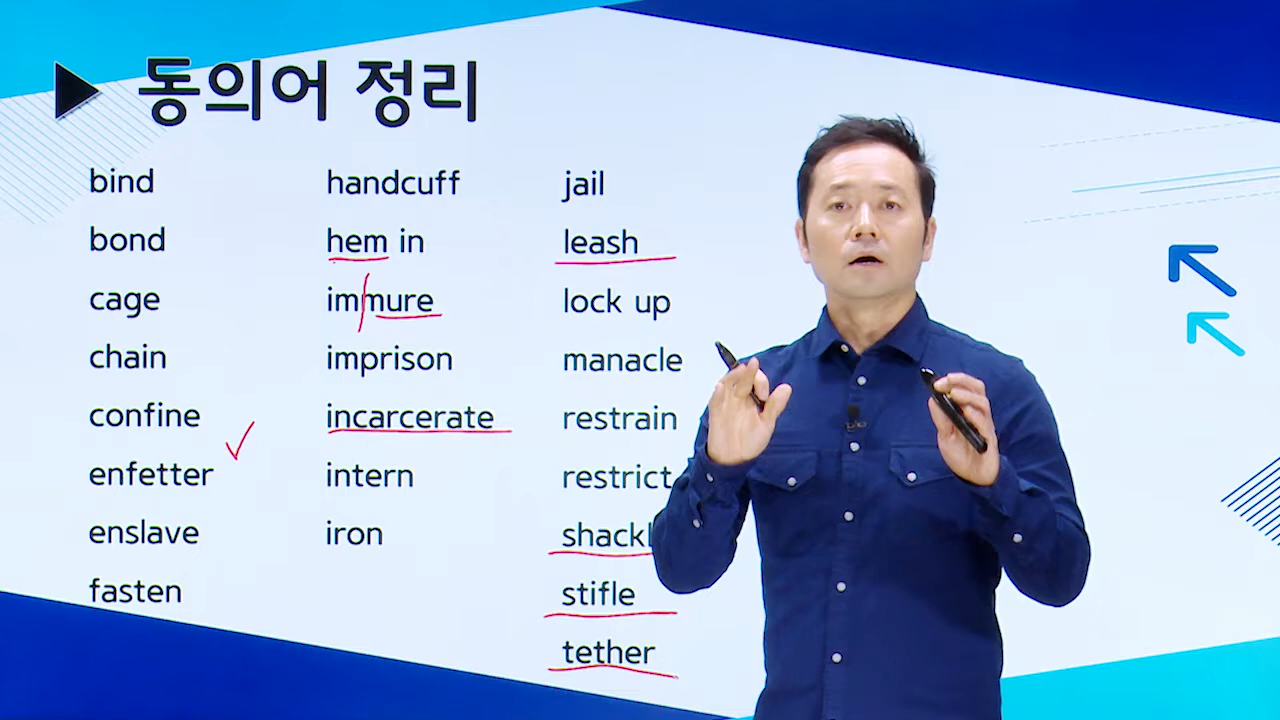 동의어 정리
bind
bond
cage
chain
confine
enfetter
enslave
fasten
handcuff
hem in
immure
imprison
incarcerate
intern
iron
jail
leash
lock up
manacle
restrain
restrict
shackl
stifle
tether